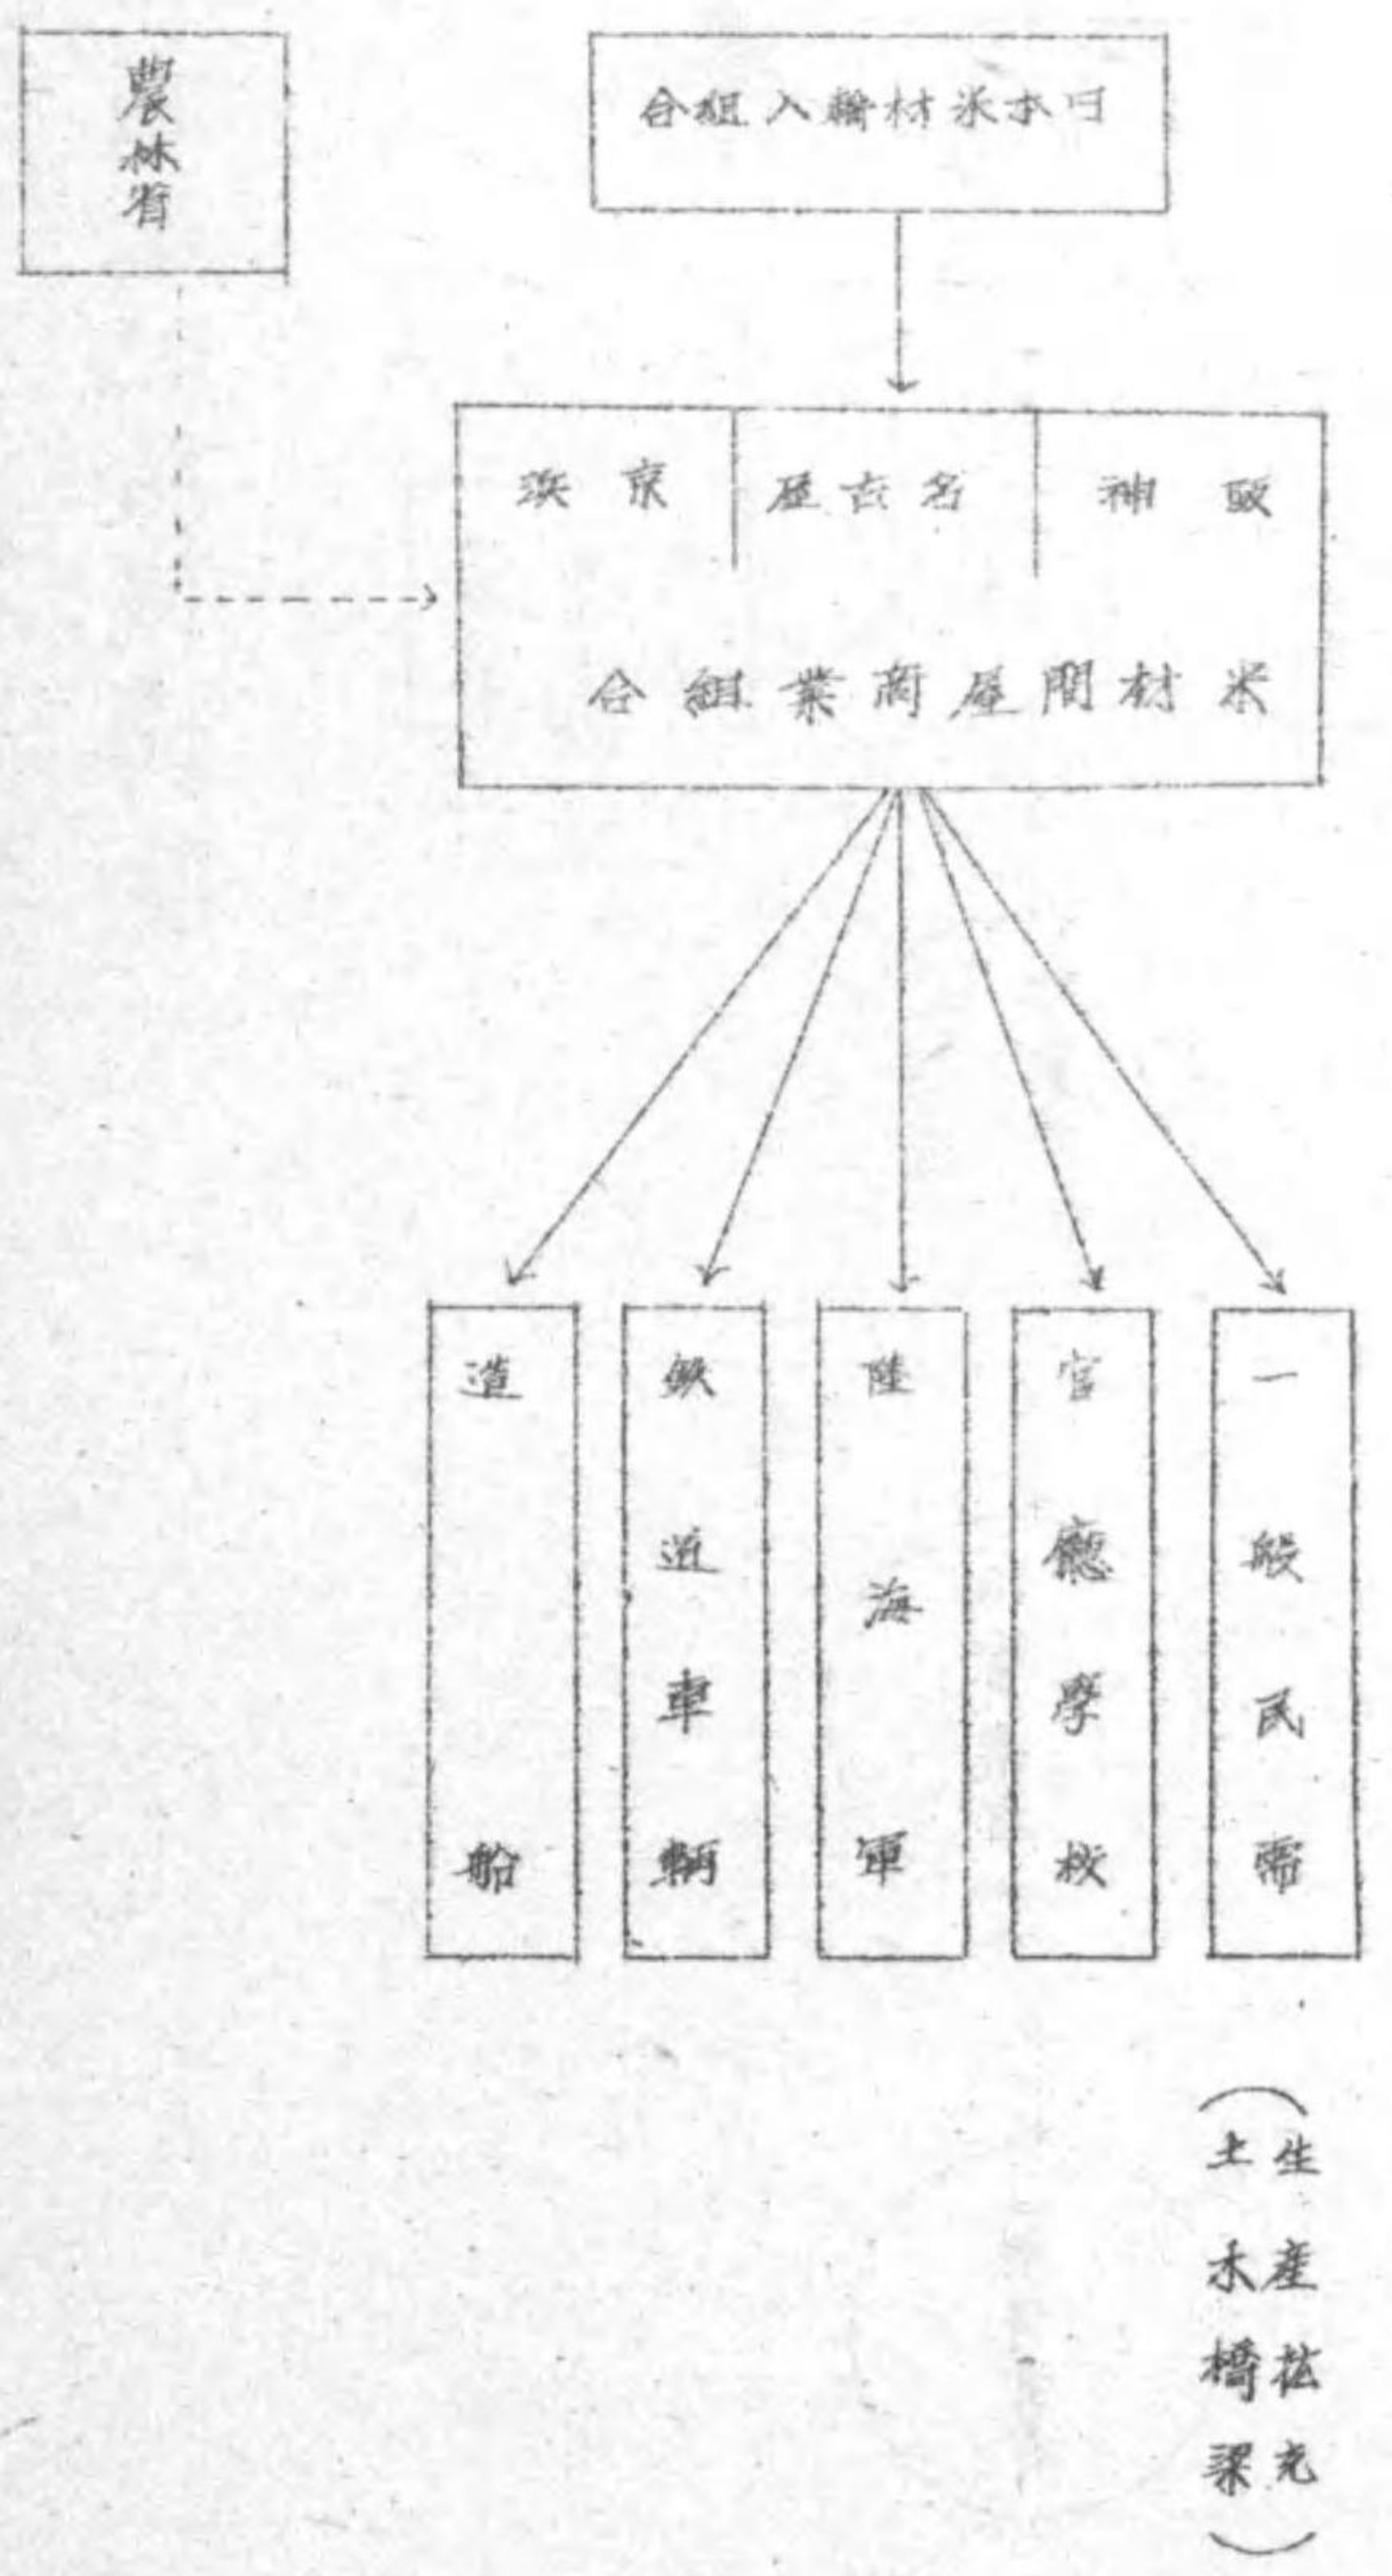 日本米材輸入組合
農林省
阪神
名古屋
京浜
米材問屋商業組合
一般民需
官廳學校
陸海軍
鉄道車輌
造船
(生産拡充
土木橋梁)